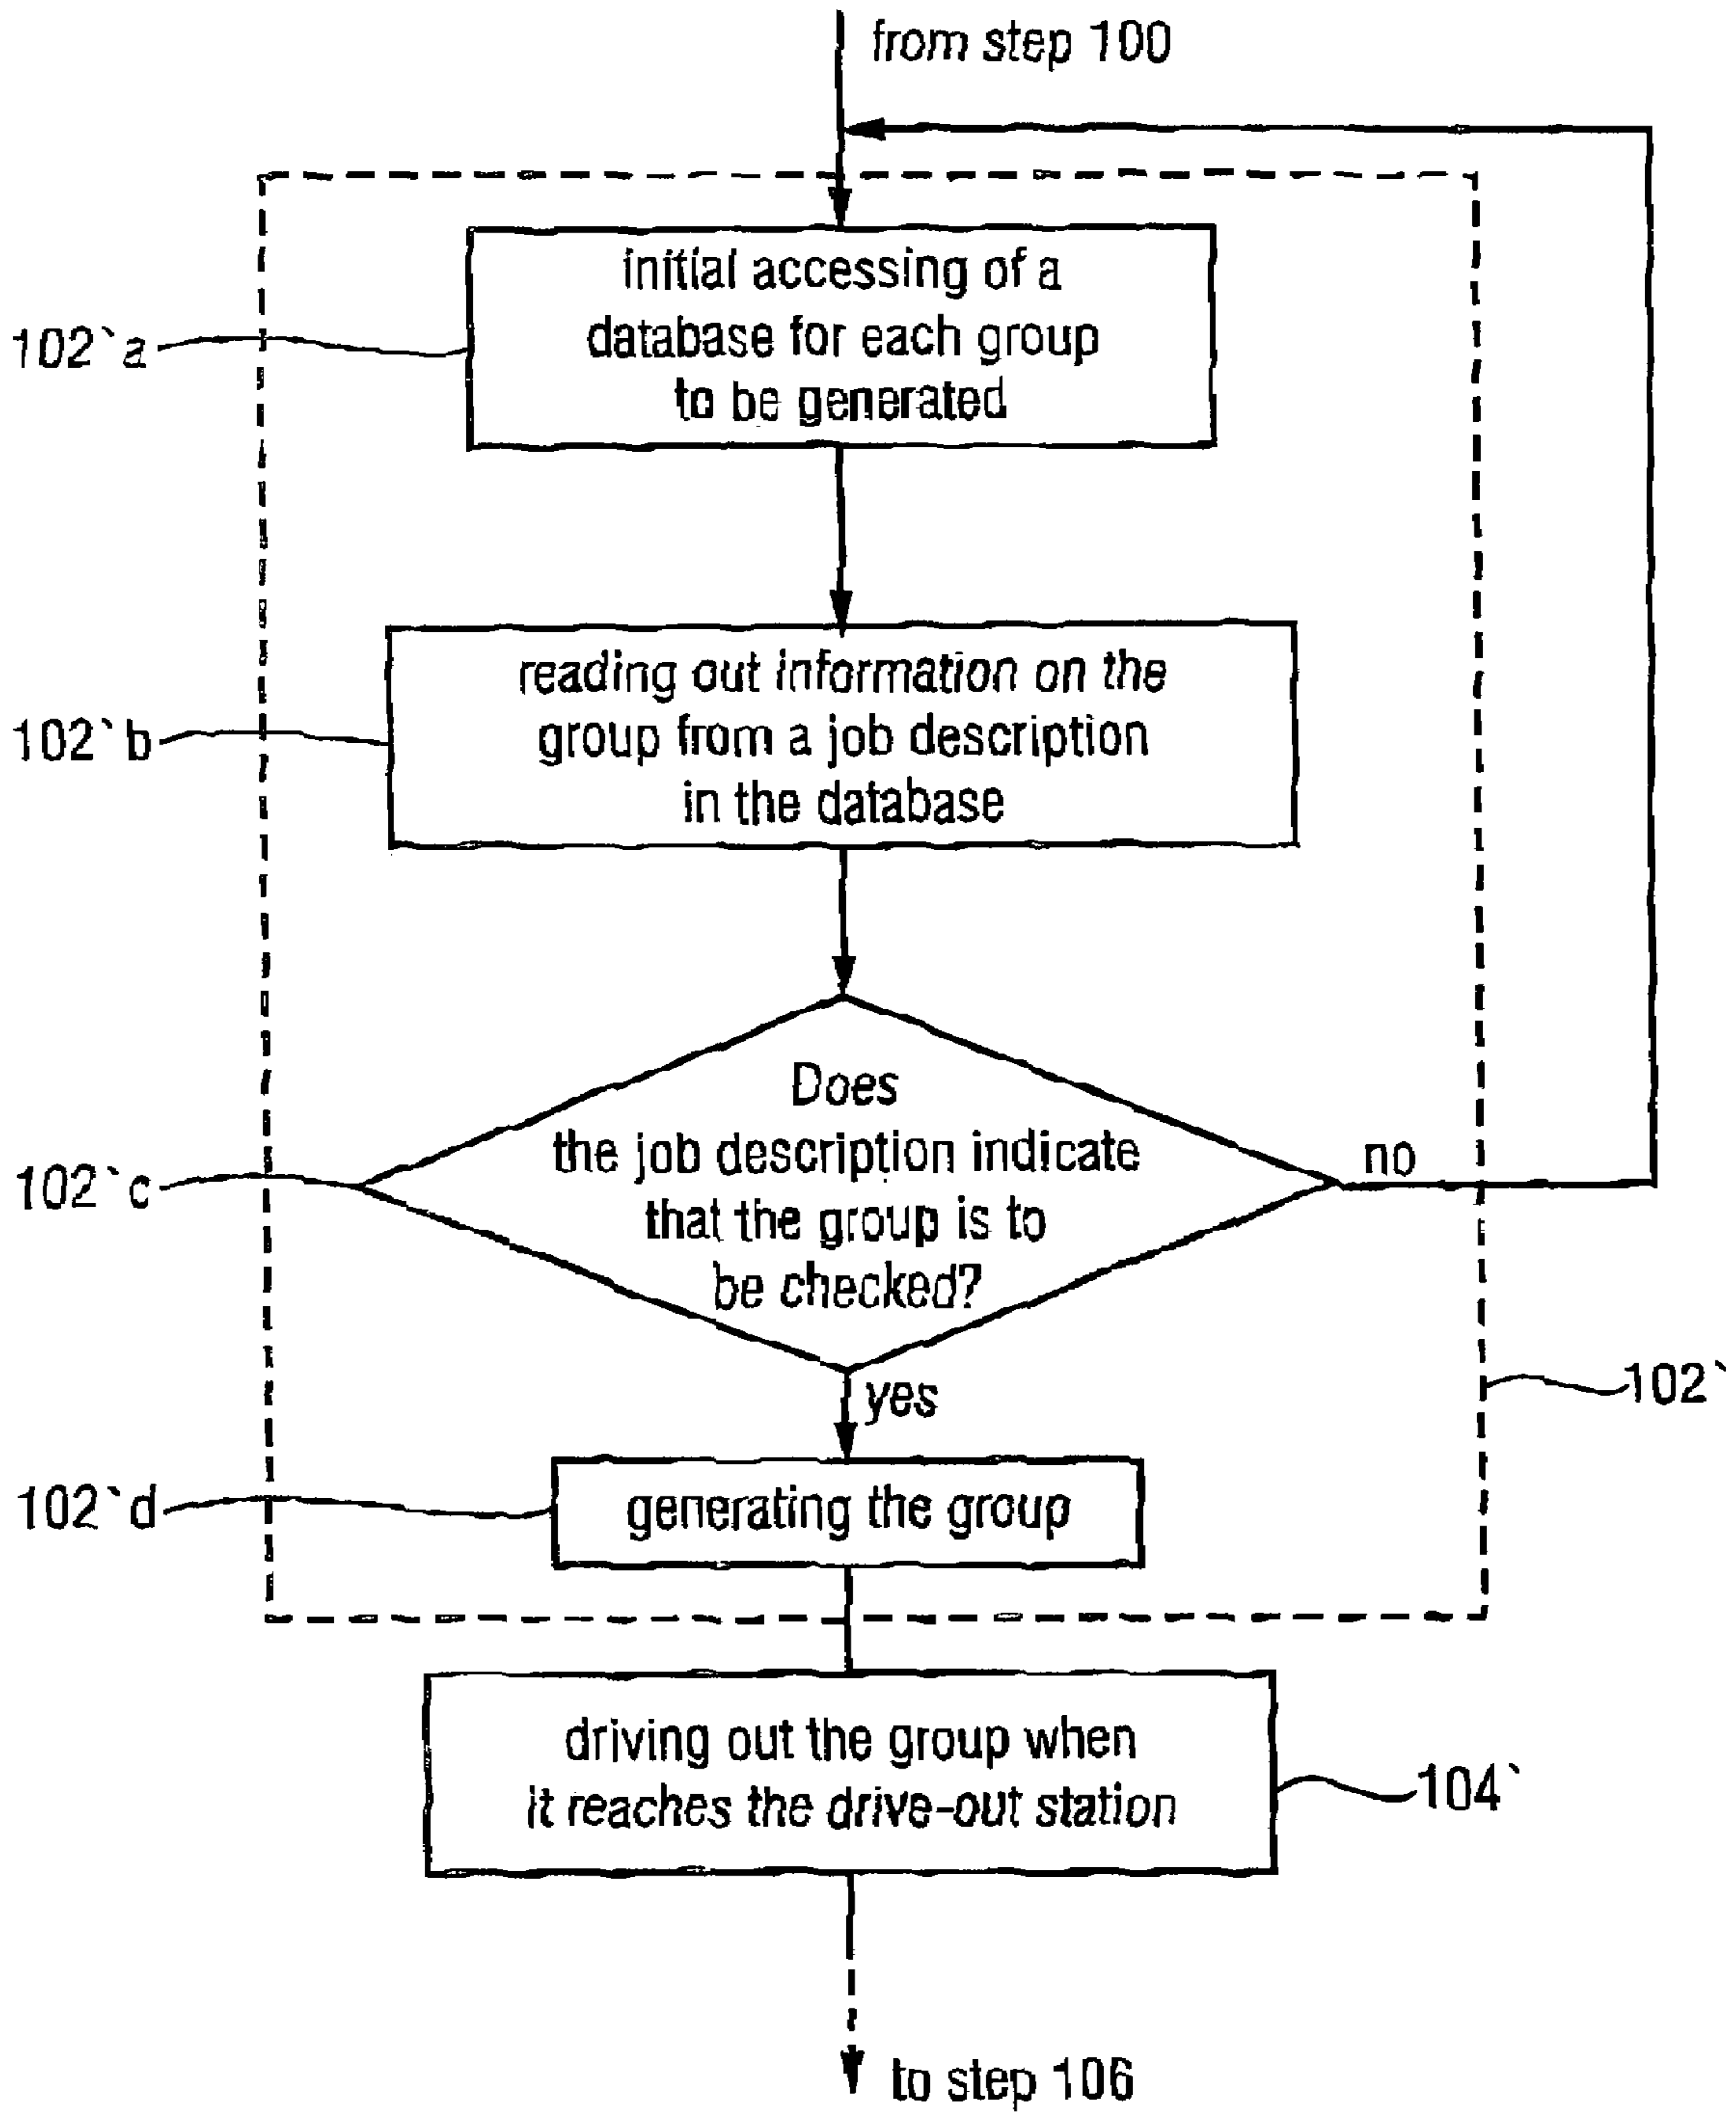 from step 100
initial accessing of a
database for each group
to be generated
102`a
reading out information on the
group from a job description
in the database
102`b
Does
the job description indicate
that the group is to
be checked?
no
102`c
yes
102`
generating the group
102`d
driving out the group when
it reaches the drive-out station
104`
to step 106